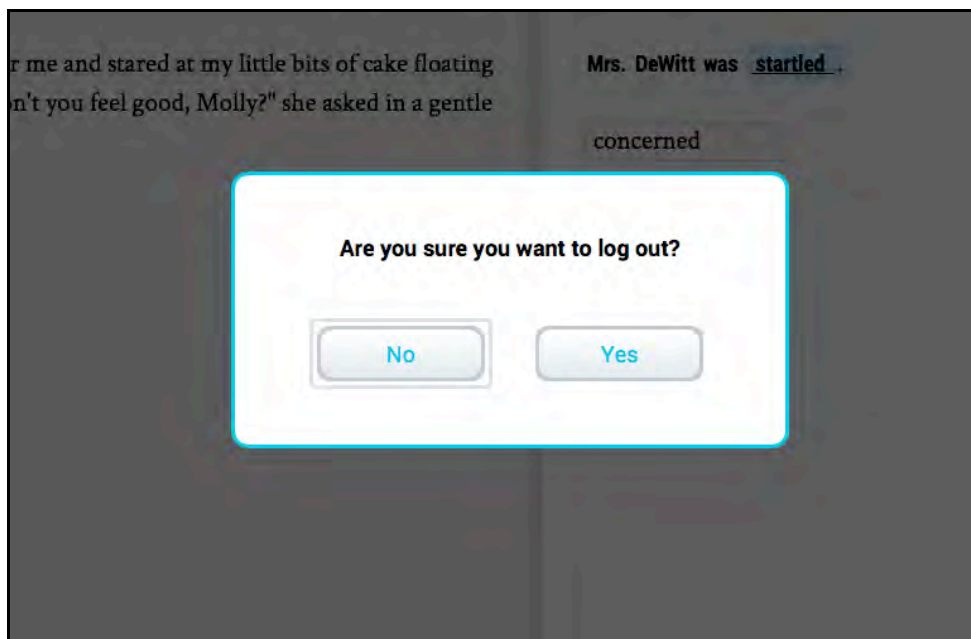 r me and stared at my little bits of cake floating
n't you feel good, Molly?" she asked in a gentle
Mrs. DeWitt was startled .
concerned
Are you sure you want to log out?
No
Yes